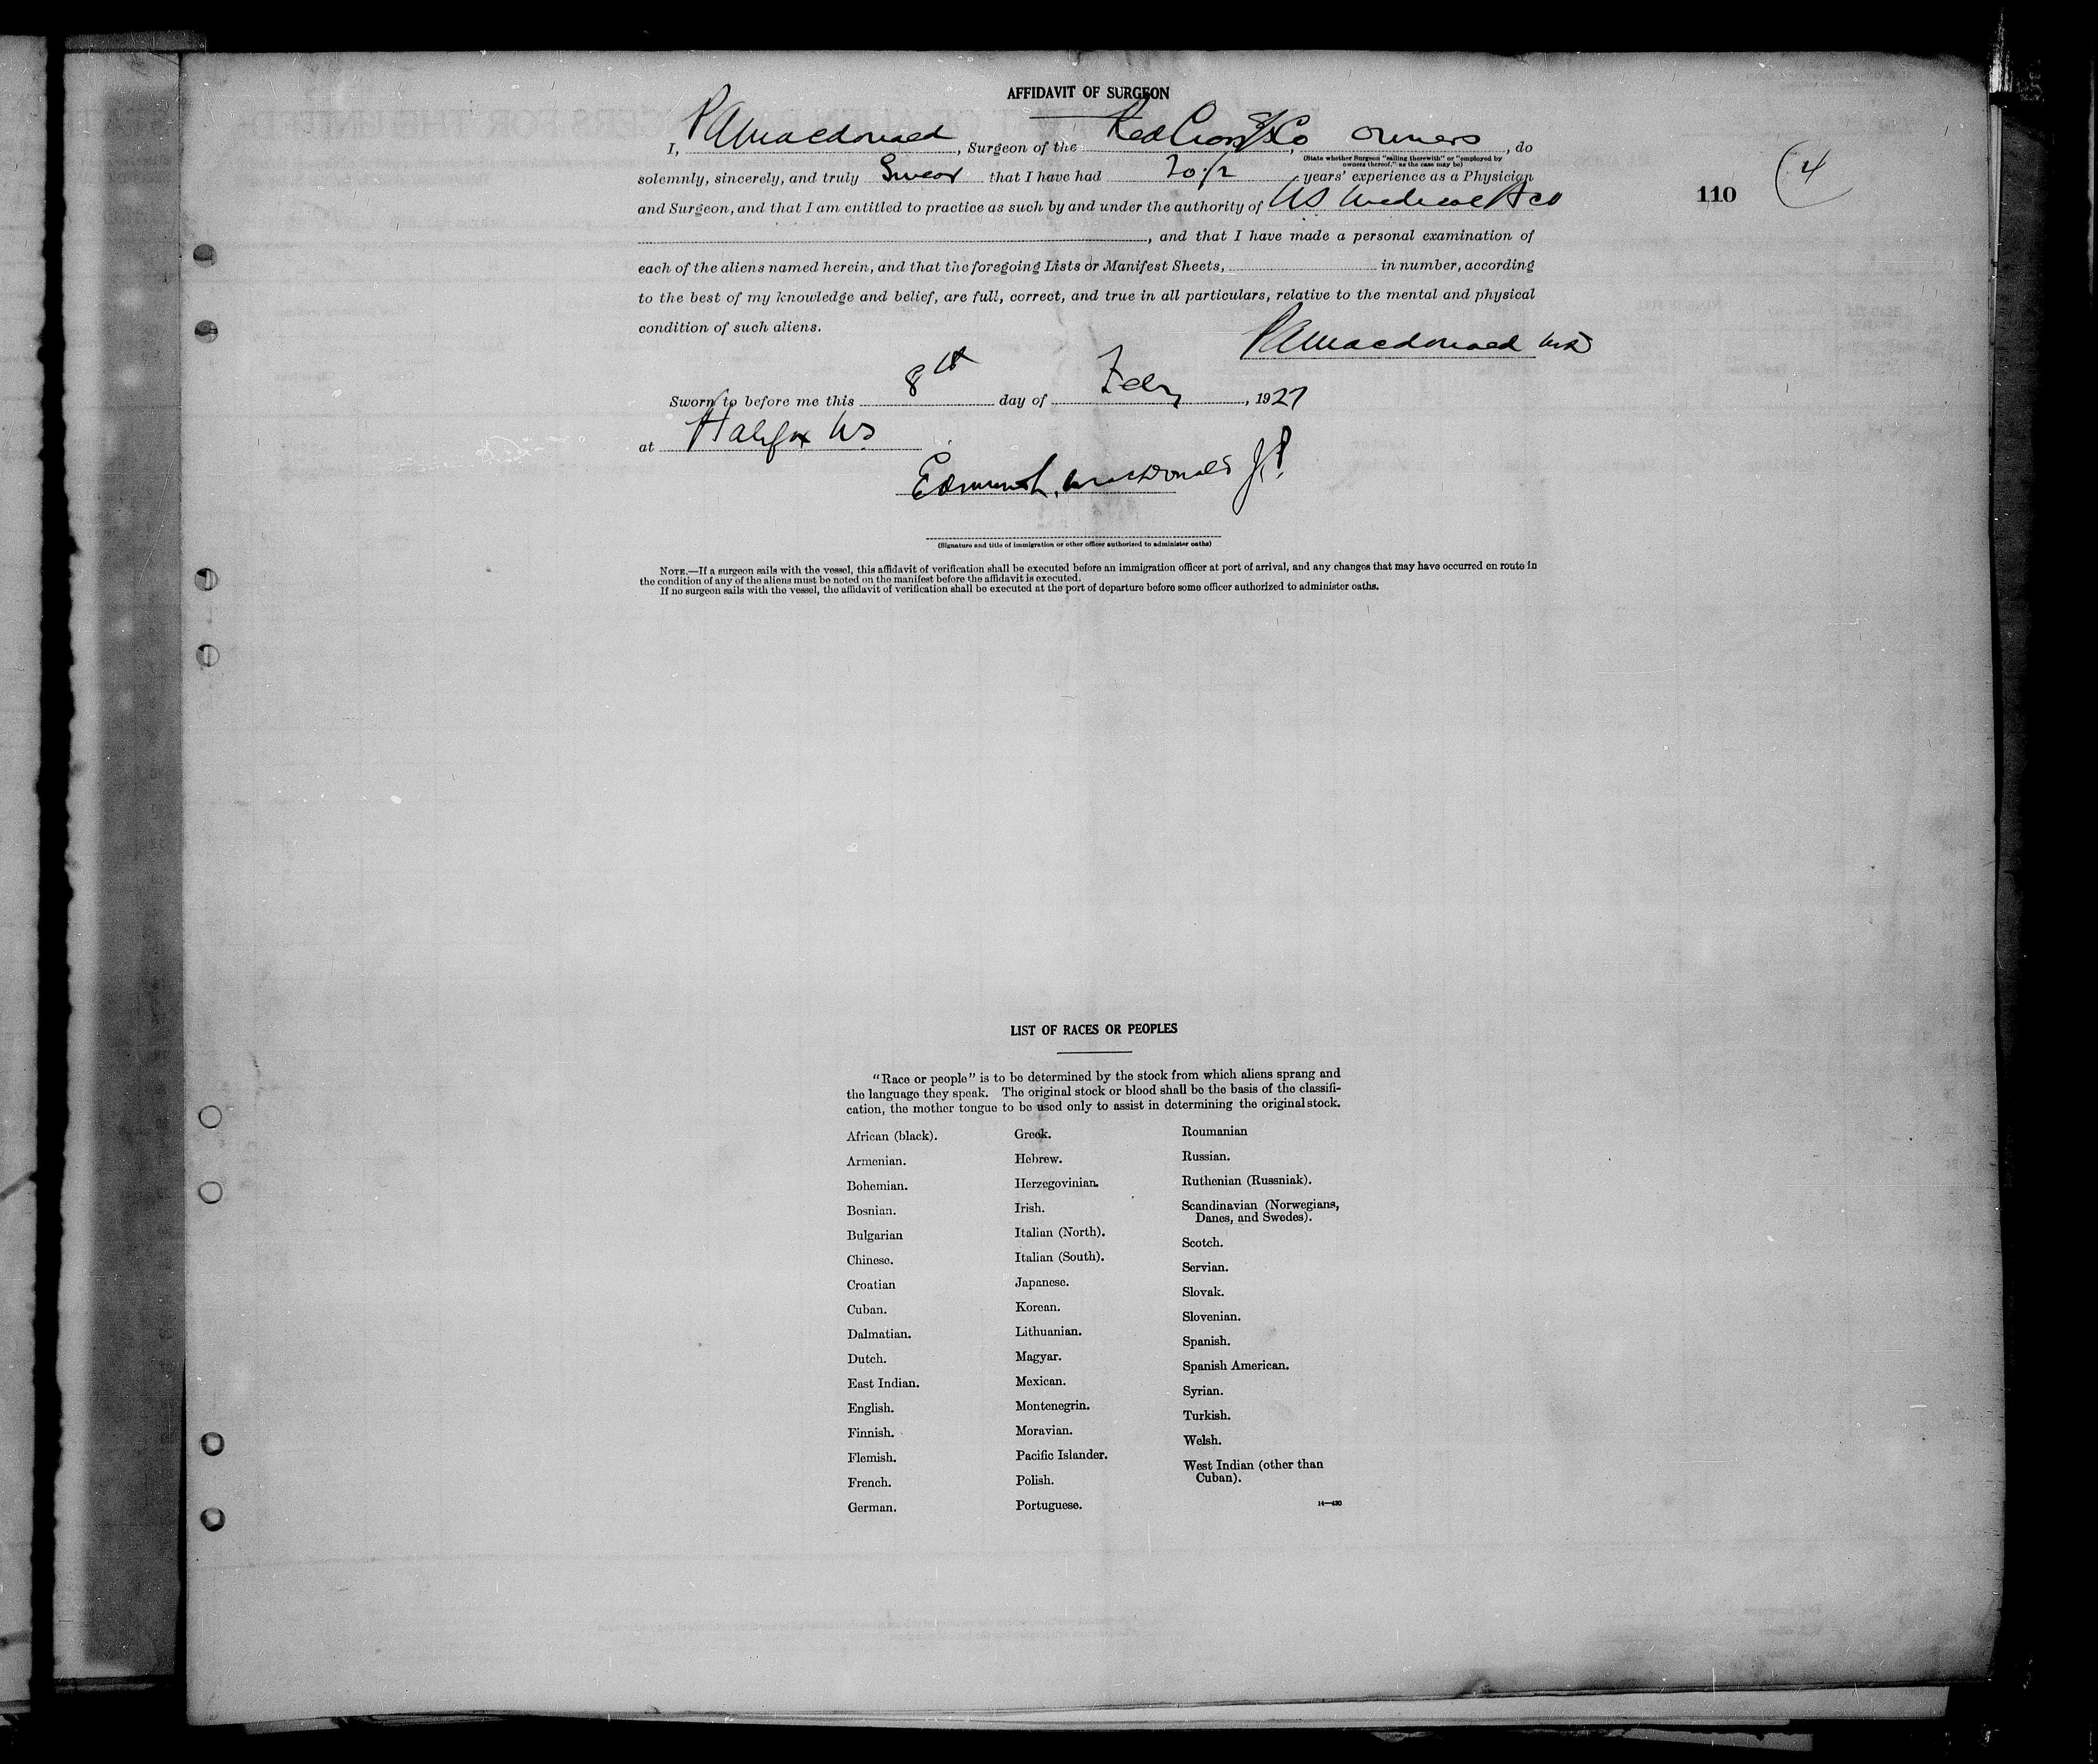 AFFIDAVIT OF SURGEON
I, P A Macdonald, Surgeon of the Red Cross S/S Co, owners, do
(State whether Surgeon "sailing therewith" or "employed by
owners thereof," as the case may be)
solemnly, sincerely, and truly Swear that I have had years' experience as a Physician
and Surgeon, and that I am entitled to practice as such by and under the authority of NS Medical Act
, and that I have made a personal examination of
each of the aliens named herein, and that the foregoing Lists or Manifest Sheets, in number, according
to the best of my knowledge and belief, are full, correct, and true in all particulars, relative to the mental and physical
condition of such aliens.
P A Macdonald MD
Sworn to before me this 8th day of Feby, 1927
at Halifax NS
Edmund MacDonald J.P.
(Signature and title of immigration or other officer authorized to administer oaths)
NOTE.—If a surgeon sails with the vessel, this affidavit of verification shall be executed before an immigration officer at port of arrival, and any changes that may have occurred en route in
the condition of any of the aliens must be noted on the manifest before the affidavit is executed.
If no surgeon sails with the vessel, the affidavit of verification shall be executed at the port of departure before some officer authorized to administer oaths.
110
4
LIST OF RACES OR PEOPLES
"Race or people" is to be determined by the stock from which aliens sprang and
the language they speak. The original stock or blood shall be the basis of the classifi-
cation, the mother tongue to be used only to assist in determining the original stock.
African (black).
Armenian.
Bohemian.
Bosnian.
Bulgarian
Chinese.
Croatian
Cuban.
Dalmatian.
Dutch.
East Indian.
English.
Finnish.
Flemish.
French.
German.
Greek.
Hebrew.
Herzegovinian.
Irish.
Italian (North).
Italian (South).
Japanese.
Korean.
Lithuanian.
Magyar.
Mexican.
Montenegrin.
Moravian.
Pacific Islander.
Polish.
Portuguese.
Roumanian
Russian.
Ruthenian (Russniak).
Scandinavian (Norwegians,
Danes, and Swedes).
Scotch.
Servian.
Slovak.
Slovenian.
Spanish.
Spanish American.
Syrian.
Turkish.
Welsh.
West Indian (other than
Cuban).
14—430